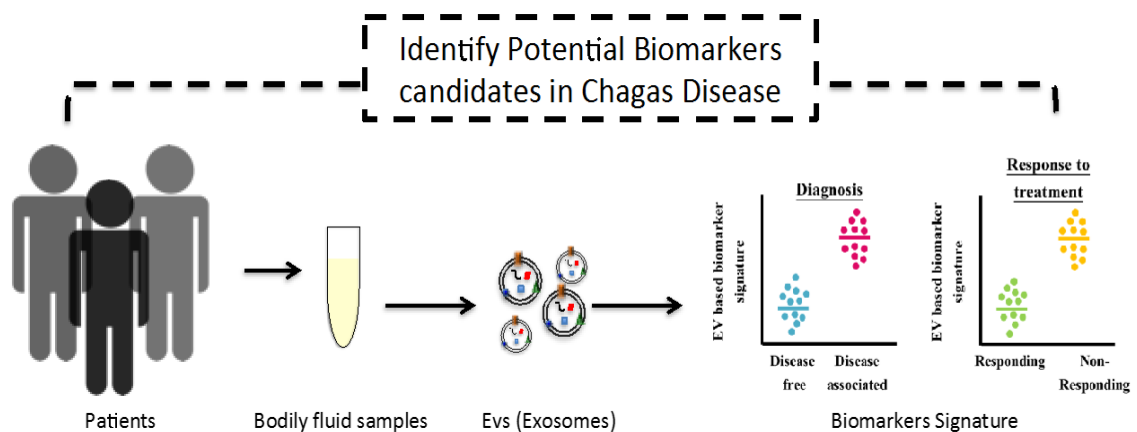 Identify Potential Biomarkers
candidates in Chagas Disease
Diagnosis
EV based biomarker
signature
Disease
free
Disease
associated
Response to
treatment
EV based biomarker
signature
Responding
Non-
Responding
Patients
Bodily fluid samples
Evs (Exosomes)
Biomarkers Signature